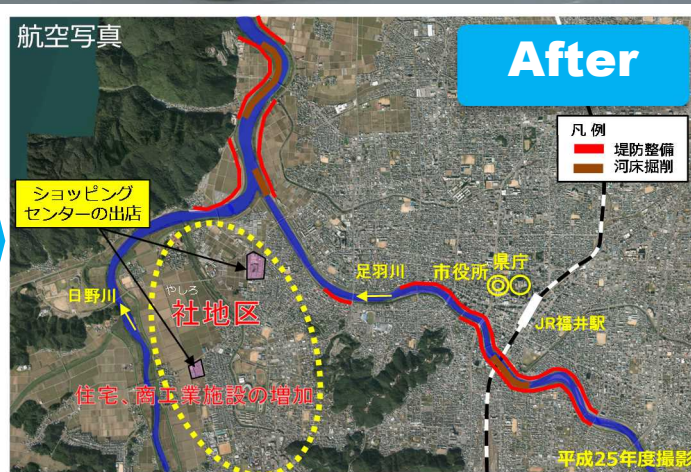 航空写真
After
凡 例
堤防整備
河床掘削
ショッピング
センターの出店
日野川
やしろ
社地区
足羽川
市役所
県庁
JR福井駅
住宅、商工業施設の増加
平成25年度撮影